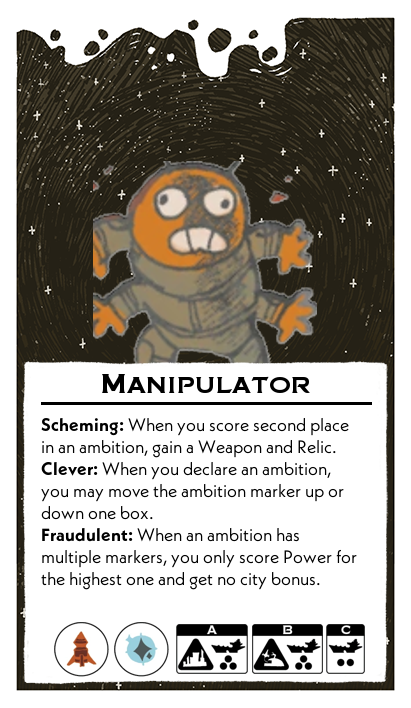 MANIPULATOR
Scheming: When you score second place
in an ambition, gain a Weapon and Relic.
Clever: When you declare an ambition,
you may move the ambition marker up or
down one box.
Fraudulent: When an ambition has
multiple markers, you only score Power for
the highest one and get no city bonus.
A B C